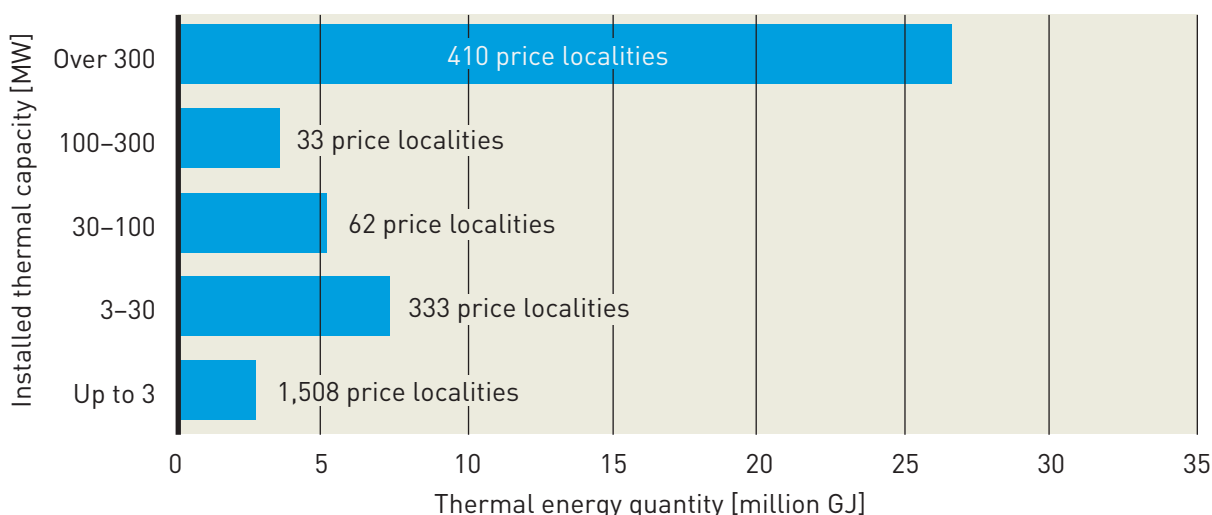 Installed thermal capacity [MW]
Over 300
410 price localities
100–300
33 price localities
30–100
62 price localities
3–30
333 price localities
Up to 3
1,508 price localities
0 5 10 15 20 25 30 35
Thermal energy quantity [million GJ]